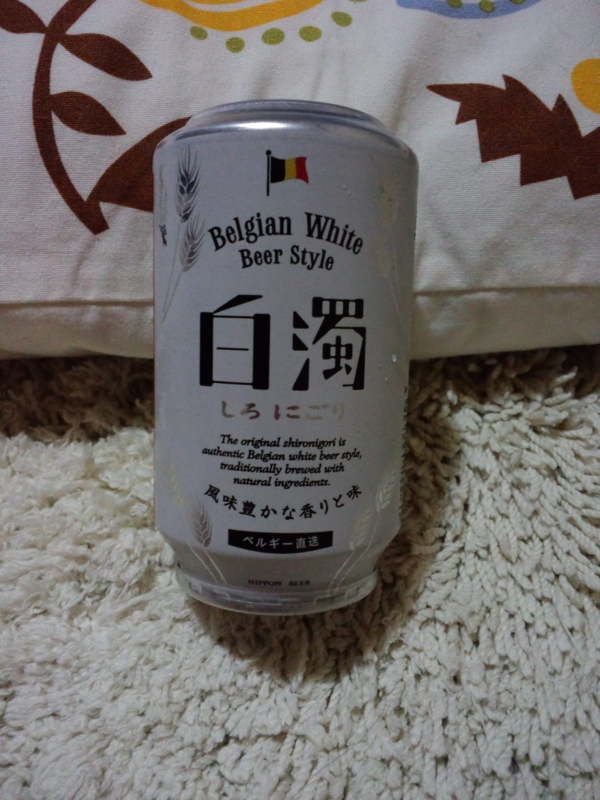 Belgian White
Beer Style
白濁
しろにごり
The original shironigori is
authentic Belgian white beer style,
traditionally brewed with
natural ingredients.
風味豊かな香りと味
ベルギー直送
NIPPON BEER